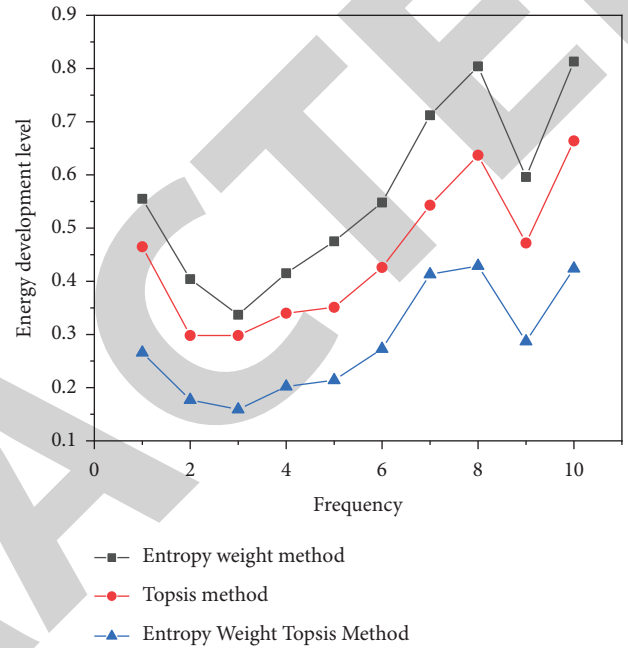 Energy development level
0.9
0.8
0.7
0.6
0.5
0.4
0.3
0.2
0.1
0 2 4 6 8 10
Frequency
Entropy weight method
Topsis method
Entropy Weight Topsis Method
ACTE